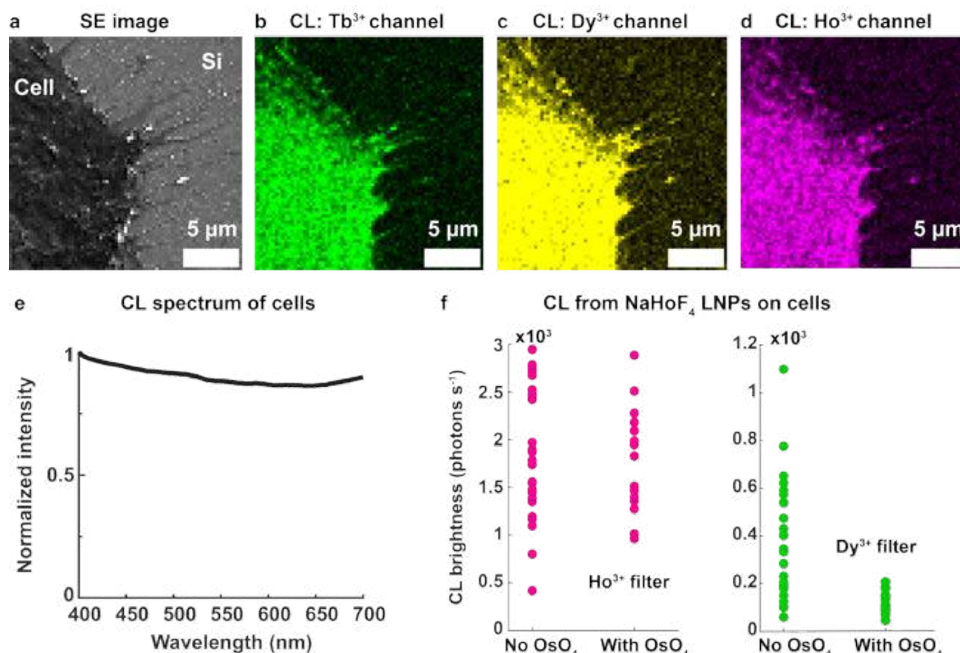 a SE image
b CL: Tb³⁺ channel
c CL: Dy³⁺ channel
d CL: Ho³⁺ channel
Cell
Si
5 µm
5 µm
5 µm
5 µm
e CL spectrum of cells
Normalized intensity
1
0.5
0
400 450 500 550 600 650 700
Wavelength (nm)
f CL from NaHoF₄ LNPs on cells
CL brightness (photons s⁻¹)
x10³
3
2.5
2
1.5
1
0.5
0
Ho³⁺ filter
No OsO₄ With OsO₄
x10³
1.2
1
0.8
0.6
0.4
0.2
0
Dy³⁺ filter
No OsO₄ With OsO₄